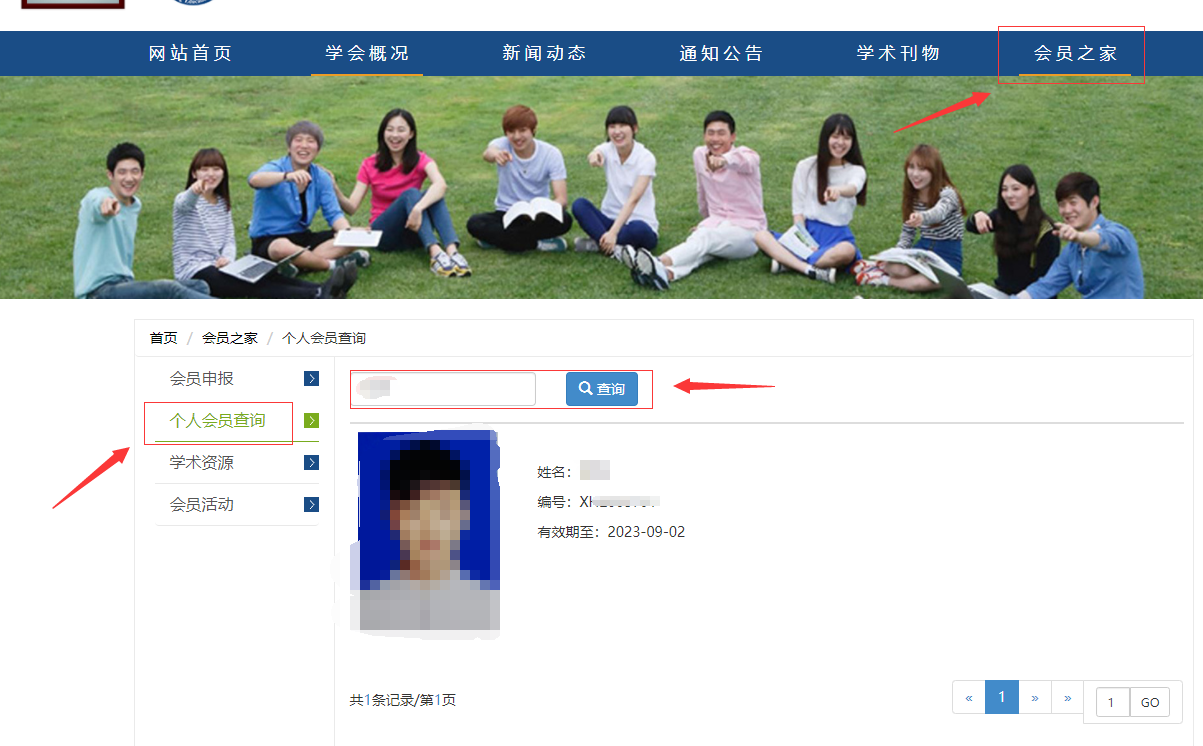 网站首页 学会概况 新闻动态 通知公告 学术刊物 会员之家
首页 / 会员之家 / 个人会员查询
会员申报
个人会员查询
学术资源
会员活动
查询
姓名：
编号：
有效期至：2023-09-02
共1条记录/第1页
« 1 » » 1 GO